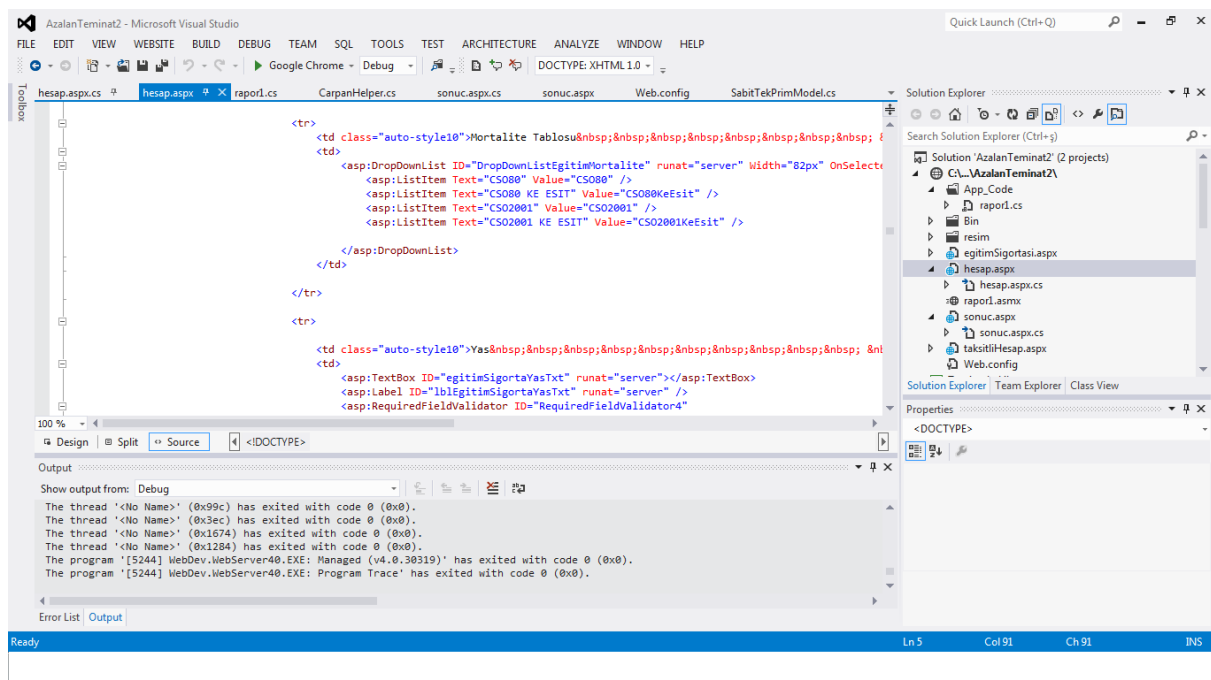 AzalanTeminat2 - Microsoft Visual Studio
Quick Launch (Ctrl+Q)
FILE EDIT VIEW WEBSITE BUILD DEBUG TEAM SQL TOOLS TEST ARCHITECTURE ANALYZE WINDOW HELP
Google Chrome Debug DOCTYPE: XHTML 1.0
Toolbox
hesap.aspx.cs hesap.aspx rapor1.cs CarpanHelper.cs sonuc.aspx.cs sonuc.aspx Web.config SabitTekPrimModel.cs
<tr>
<td class="auto-style10">Mortalite Tablosu&nbsp;&nbsp;&nbsp;&nbsp;&nbsp;&nbsp;&nbsp;&nbsp; &
<td>
<asp:DropDownList ID="DropDownListEgitimMortalite" runat="server" Width="82px" OnSelecte
<asp:ListItem Text="CSO80" Value="CSO80" />
<asp:ListItem Text="CSO80 KE ESIT" Value="CSO80KeEsit" />
<asp:ListItem Text="CSO2001" Value="CSO2001" />
<asp:ListItem Text="CSO2001 KE ESIT" Value="CSO2001KeEsit" />
</asp:DropDownList>
</td>
</tr>
<tr>
<td class="auto-style10">Yas&nbsp;&nbsp;&nbsp;&nbsp;&nbsp;&nbsp;&nbsp;&nbsp;&nbsp;&nbsp; &nb
<td>
<asp:TextBox ID="egitimSigortaYasTxt" runat="server"></asp:TextBox>
<asp:Label ID="lblEgitimSigortaYasTxt" runat="server" />
<asp:RequiredFieldValidator ID="RequiredFieldValidator4"
100 %
Design Split Source <!DOCTYPE>
Output
Show output from: Debug
The thread '<No Name>' (0x99c) has exited with code 0 (0x0).
The thread '<No Name>' (0x3ec) has exited with code 0 (0x0).
The thread '<No Name>' (0x1674) has exited with code 0 (0x0).
The thread '<No Name>' (0x1284) has exited with code 0 (0x0).
The program '[5244] WebDev.WebServer40.EXE: Managed (v4.0.30319)' has exited with code 0 (0x0).
The program '[5244] WebDev.WebServer40.EXE: Program Trace' has exited with code 0 (0x0).
Error List Output
Solution Explorer
Search Solution Explorer (Ctrl+ş)
Solution 'AzalanTeminat2' (2 projects)
C:\...\AzalanTeminat2\
App_Code
rapor1.cs
Bin
resim
egitimSigortasi.aspx
hesap.aspx
hesap.aspx.cs
rapor1.asmx
sonuc.aspx
sonuc.aspx.cs
taksitliHesap.aspx
Web.config
Solution Explorer Team Explorer Class View
Properties
<DOCTYPE>
Ready Ln 5 Col 91 Ch 91 INS